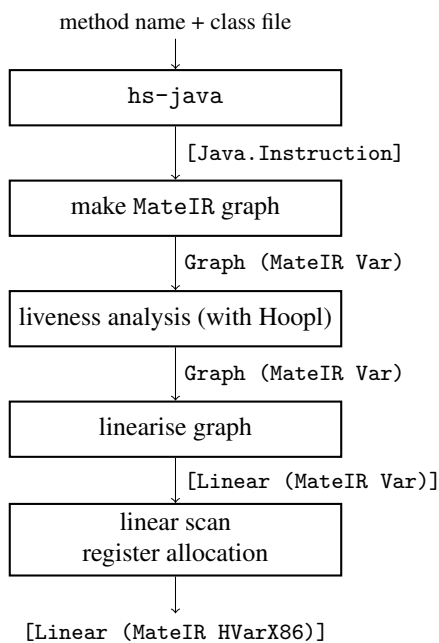 method name + class file
hs-java
[Java.Instruction]
make MateIR graph
Graph (MateIR Var)
liveness analysis (with Hoopl)
Graph (MateIR Var)
linearise graph
[Linear (MateIR Var)]
linear scan
register allocation
[Linear (MateIR HVarX86)]